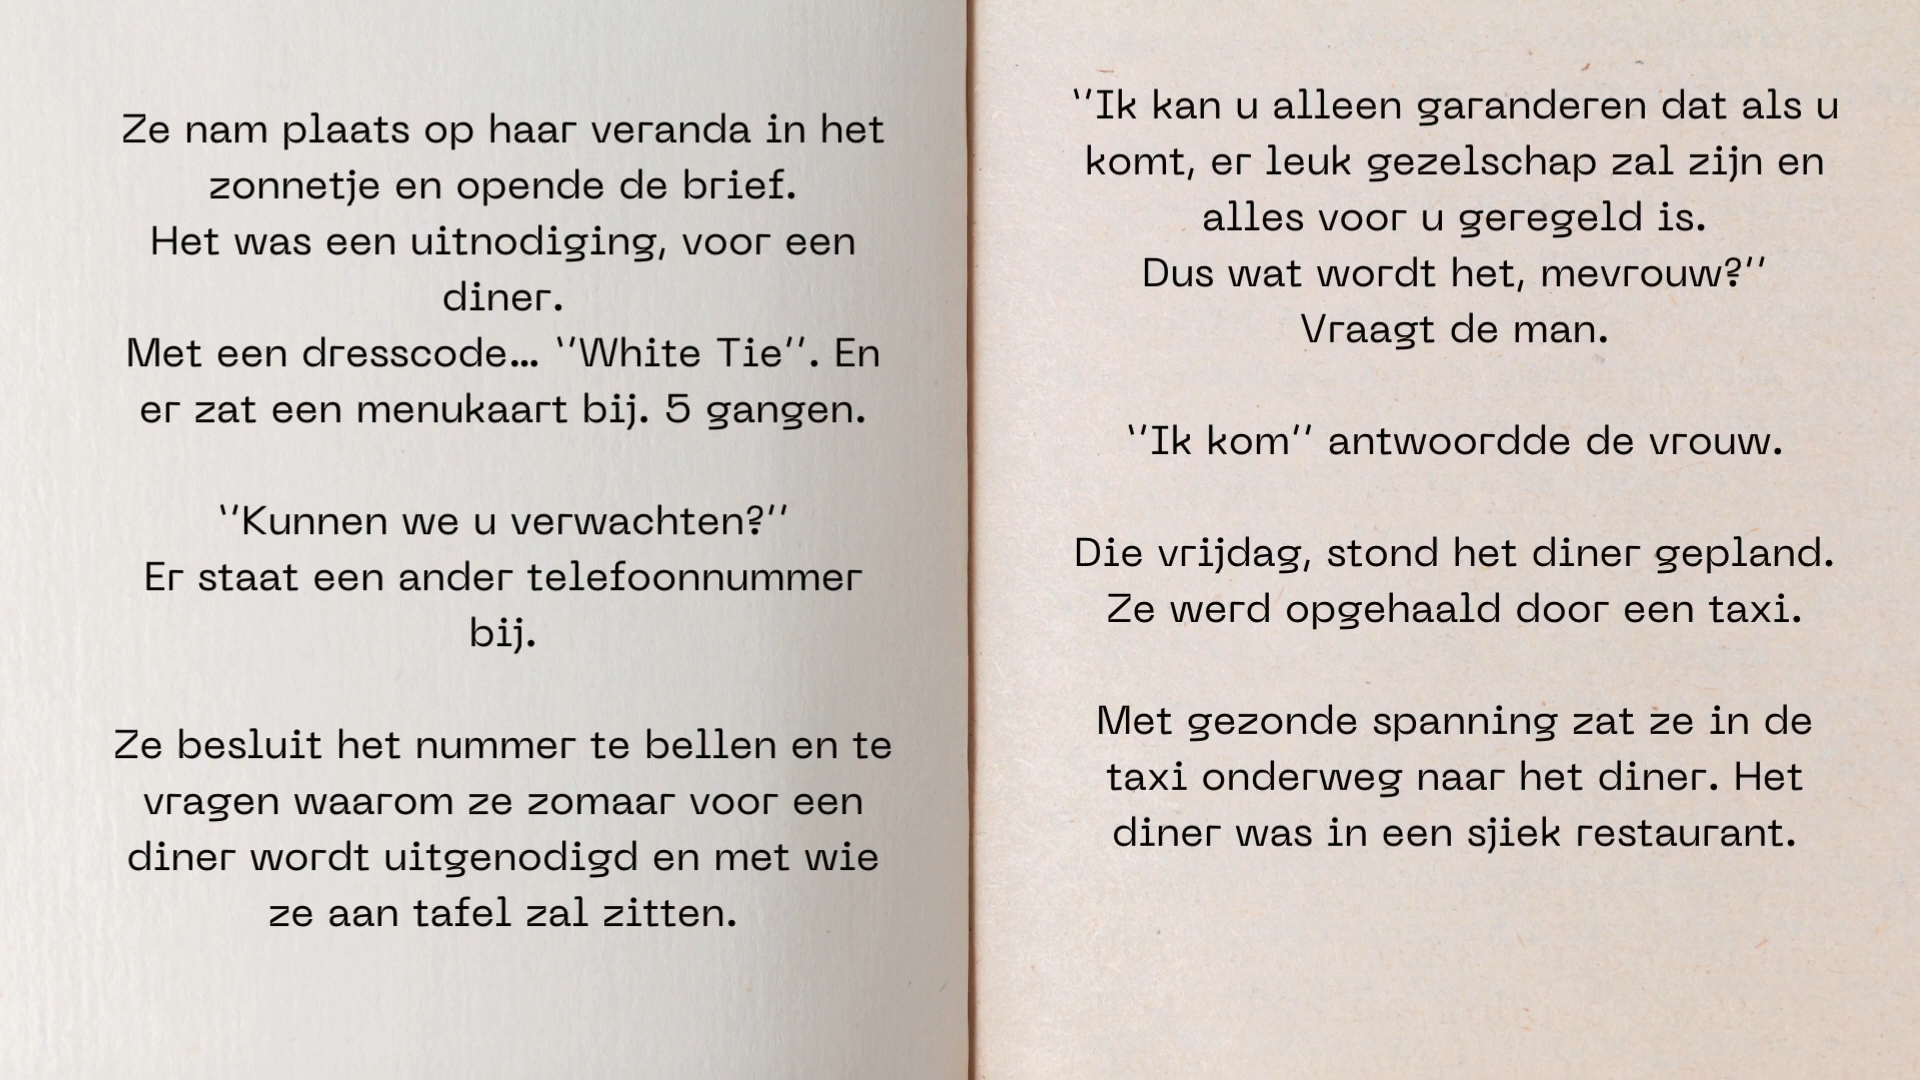 Ze nam plaats op haar veranda in het
zonnetje en opende de brief.
Het was een uitnodiging, voor een
diner.
Met een dresscode... ‘’White Tie’’. En
er zat een menukaart bij. 5 gangen.
‘’Kunnen we u verwachten?’’
Er staat een ander telefoonnummer
bij.
Ze besluit het nummer te bellen en te
vragen waarom ze zomaar voor een
diner wordt uitgenodigd en met wie
ze aan tafel zal zitten.
‘’Ik kan u alleen garanderen dat als u
komt, er leuk gezelschap zal zijn en
alles voor u geregeld is.
Dus wat wordt het, mevrouw?’’
Vraagt de man.
‘’Ik kom’’ antwoordde de vrouw.
Die vrijdag, stond het diner gepland.
Ze werd opgehaald door een taxi.
Met gezonde spanning zat ze in de
taxi onderweg naar het diner. Het
diner was in een sjiek restaurant.